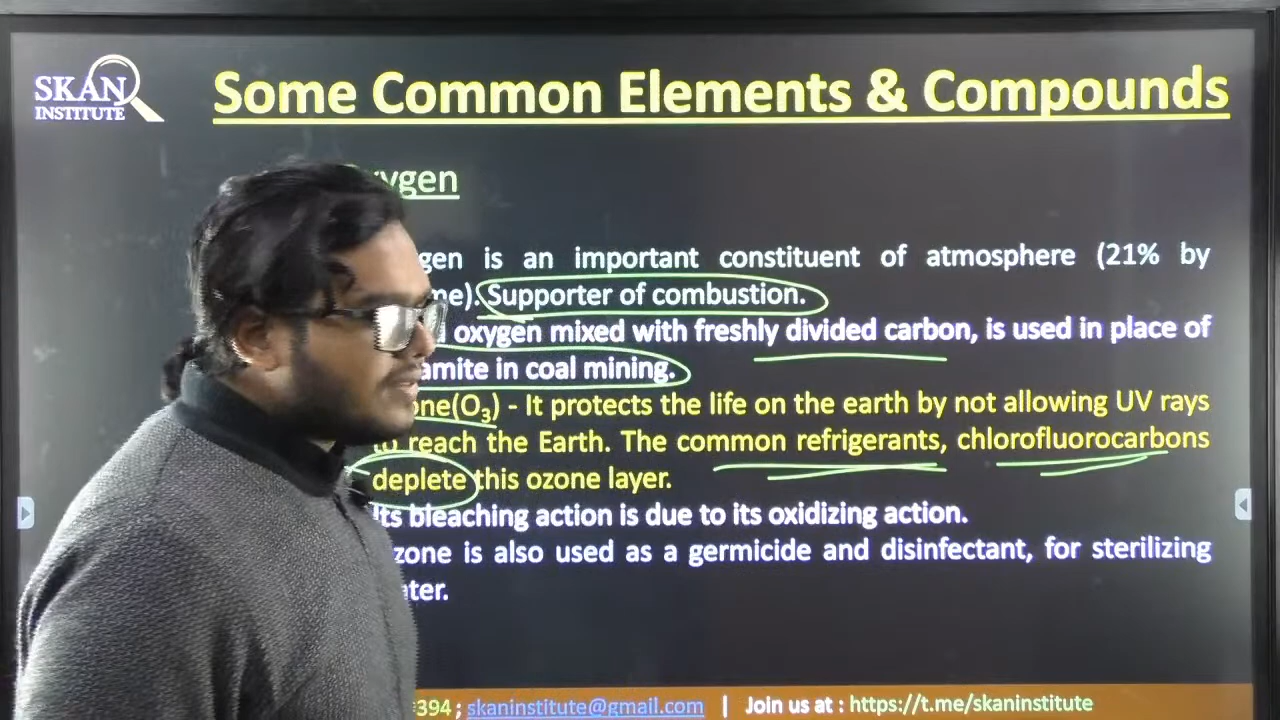 SKAN
INSTITUTE
Some Common Elements & Compounds
ygen
gen is an important constituent of atmosphere (21% by
me). Supporter of combustion.
oxygen mixed with freshly divided carbon, is used in place of
amite in coal mining.
one(O₃) - It protects the life on the earth by not allowing UV rays
to reach the Earth. The common refrigerants, chlorofluorocarbons
deplete this ozone layer.
Its bleaching action is due to its oxidizing action.
zone is also used as a germicide and disinfectant, for sterilizing
ater.
394 ; skaninstitute@gmail.com | Join us at : https://t.me/skaninstitute